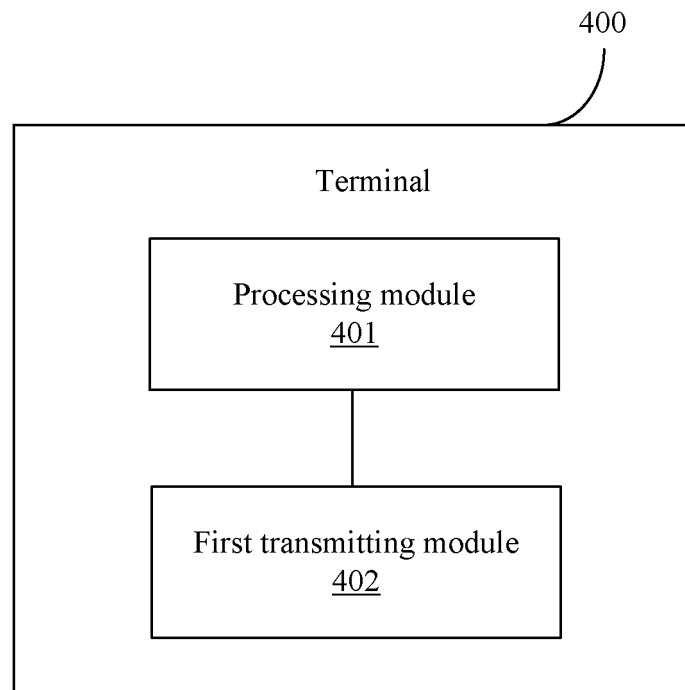 400
Terminal
Processing module
401
First transmitting module
402